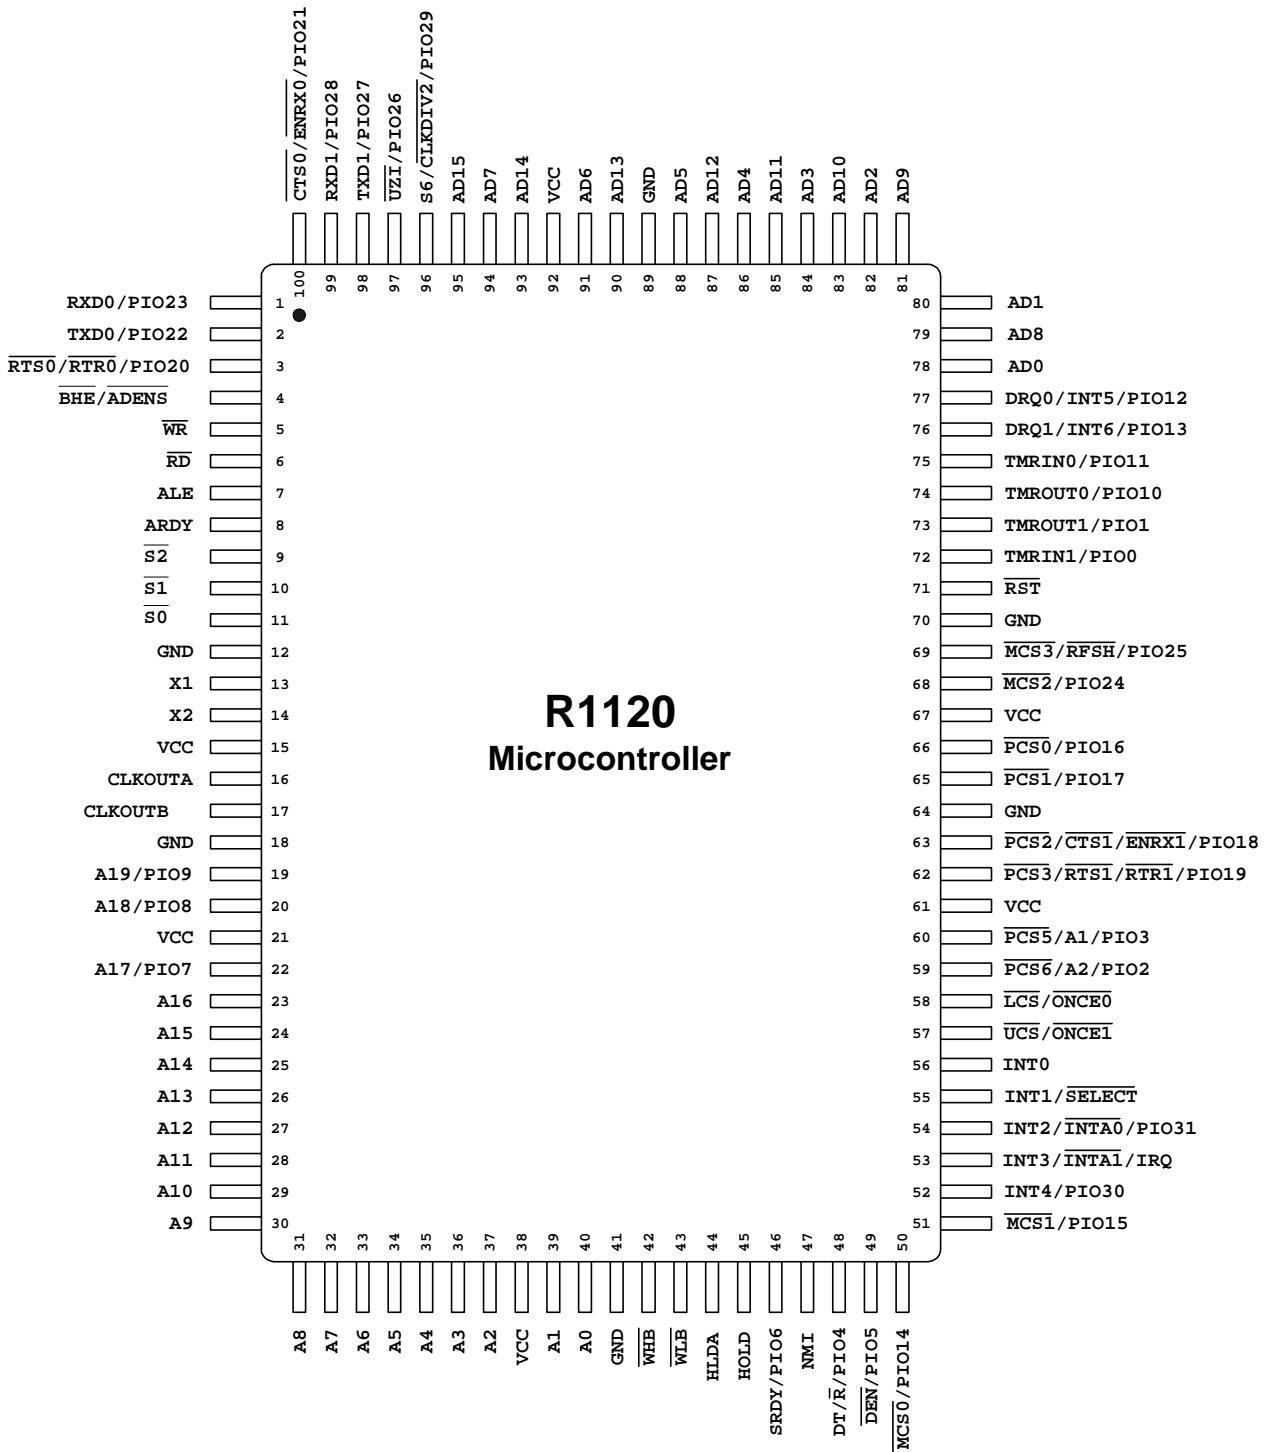 CTS0/ENRX0/PIO21
RXD1/PIO28
TXD1/PIO27
UZI/PIO26
S6/CLKDIV2/PIO29
AD15
AD7
AD14
VCC
AD6
AD13
GND
AD5
AD12
AD4
AD11
AD3
AD10
AD2
AD9
100
99
98
97
96
95
94
93
92
91
90
89
88
87
86
85
84
83
82
81
RXD0/PIO23 1
TXD0/PIO22 2
RTS0/RTR0/PIO20 3
BHE/ADENS 4
WR 5
RD 6
ALE 7
ARDY 8
S2 9
S1 10
S0 11
GND 12
X1 13
X2 14
VCC 15
CLKOUTA 16
CLKOUTB 17
GND 18
A19/PIO9 19
A18/PIO8 20
VCC 21
A17/PIO7 22
A16 23
A15 24
A14 25
A13 26
A12 27
A11 28
A10 29
A9 30
R1120
Microcontroller
80 AD1
79 AD8
78 AD0
77 DRQ0/INT5/PIO12
76 DRQ1/INT6/PIO13
75 TMRIN0/PIO11
74 TMROUT0/PIO10
73 TMROUT1/PIO1
72 TMRIN1/PIO0
71 RST
70 GND
69 MCS3/RFSH/PIO25
68 MCS2/PIO24
67 VCC
66 PCS0/PIO16
65 PCS1/PIO17
64 GND
63 PCS2/CTS1/ENRX1/PIO18
62 PCS3/RTS1/RTR1/PIO19
61 VCC
60 PCS5/A1/PIO3
59 PCS6/A2/PIO2
58 LCS/ONCE0
57 UCS/ONCE1
56 INT0
55 INT1/SELECT
54 INT2/INTA0/PIO31
53 INT3/INTA1/IRQ
52 INT4/PIO30
51 MCS1/PIO15
31
32
33
34
35
36
37
38
39
40
41
42
43
44
45
46
47
48
49
50
A8
A7
A6
A5
A4
A3
A2
VCC
A1
A0
GND
WHB
WLB
HLDA
HOLD
SRDY/PIO6
NMI
DT/R/PIO4
DEN/PIO5
MCS0/PIO14